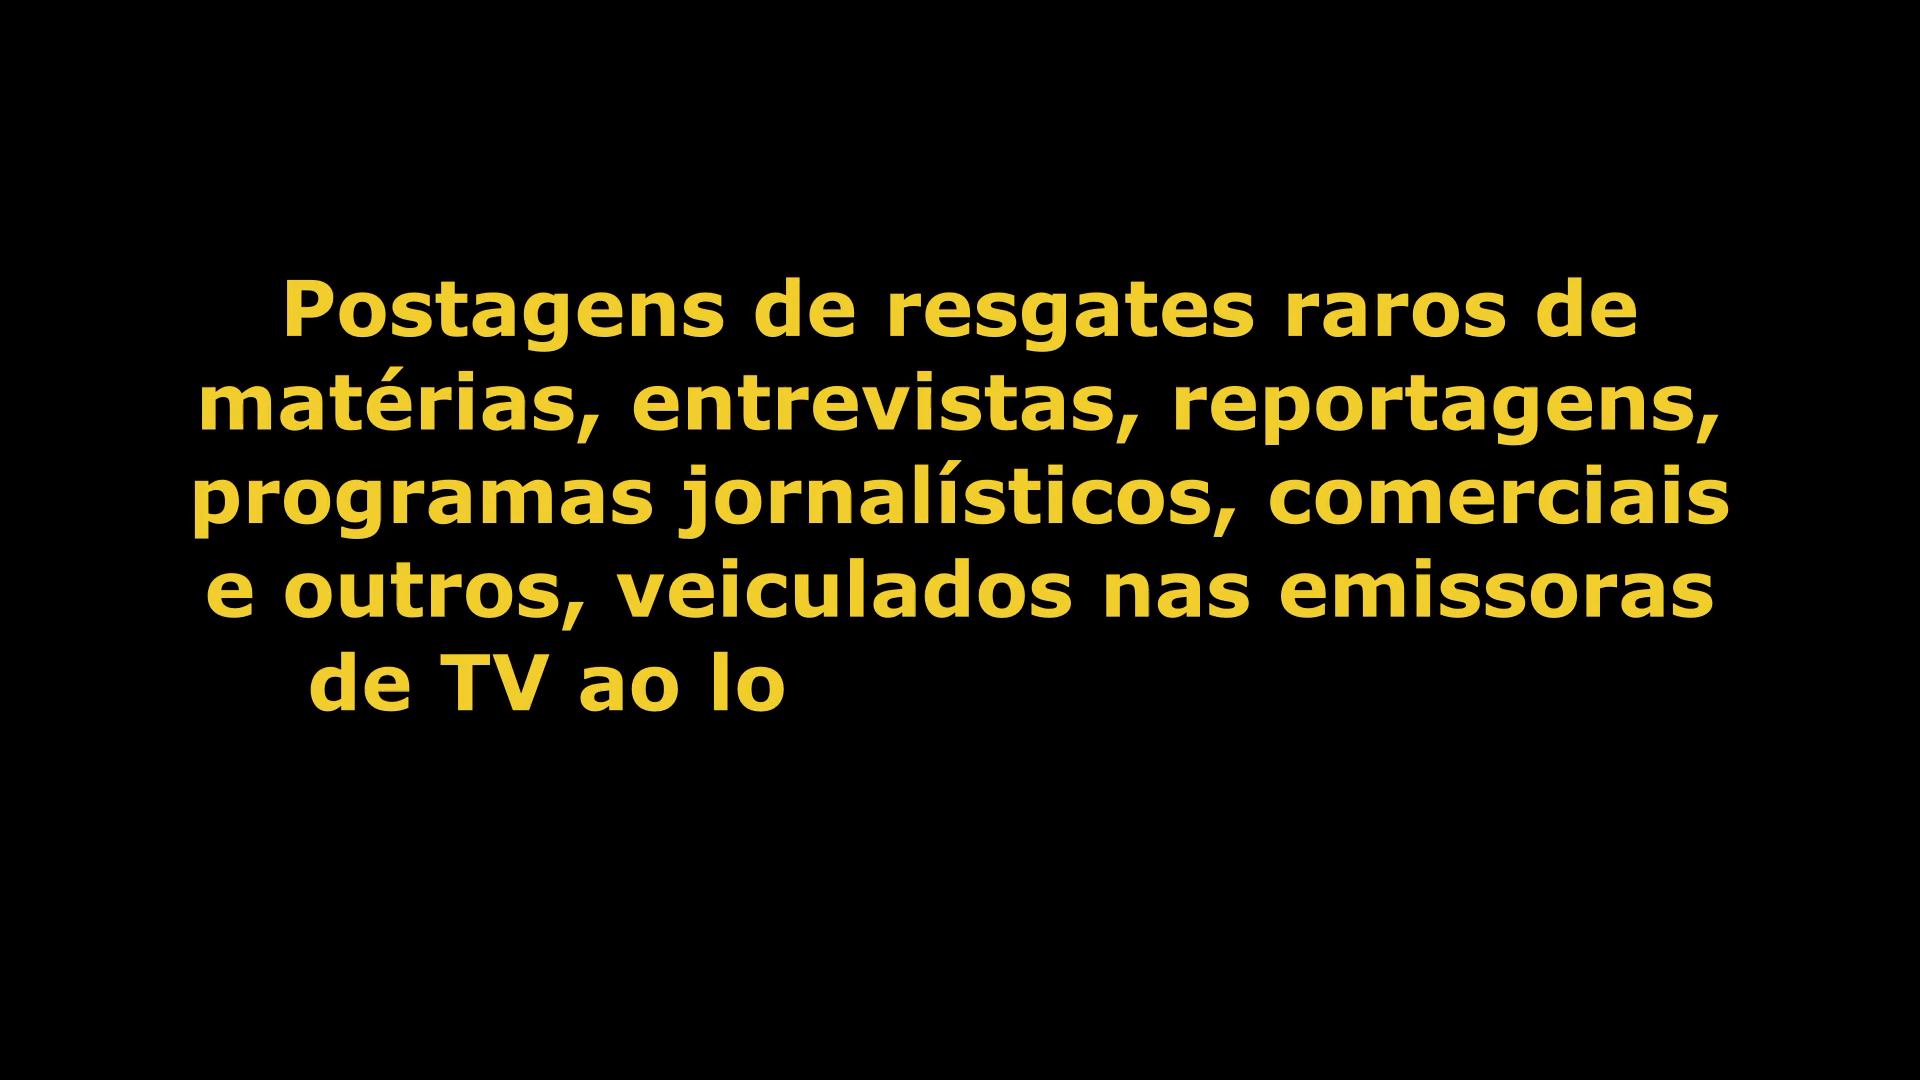 Postagens de resgates raros de
matérias, entrevistas, reportagens,
programas jornalísticos, comerciais
e outros, veiculados nas emissoras
de TV ao lo